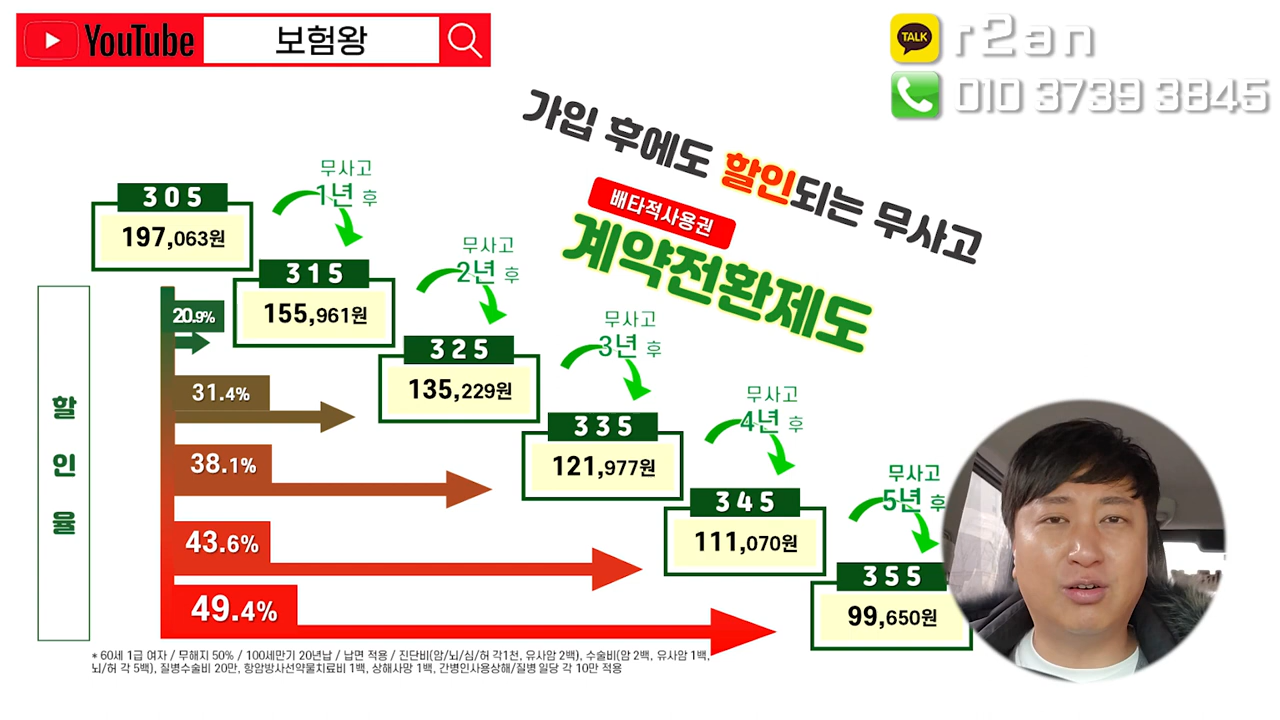 YouTube 보험왕
TALK r2an
010 3739 3845
가입 후에도 할인되는 무사고
배타적사용권
계약전환제도
305
197,063원
무사고
1년 후
315
155,961원
무사고
2년 후
325
135,229원
무사고
3년 후
335
121,977원
무사고
4년 후
345
111,070원
무사고
5년 후
355
99,650원
할인율
20.9%
31.4%
38.1%
43.6%
49.4%
* 60세 1급 여자 / 무해지 50% / 100세만기 20년납 / 납면 적용 / 진단비(암/뇌/심/허 각1천, 유사암 2백), 수술비(암 2백, 유사암 1백,
뇌/허 각 5백), 질병수술비 20만, 항암방사선약물치료비 1백, 상해사망 1백, 간병인사용상해/질병 일당 각 10만 적용